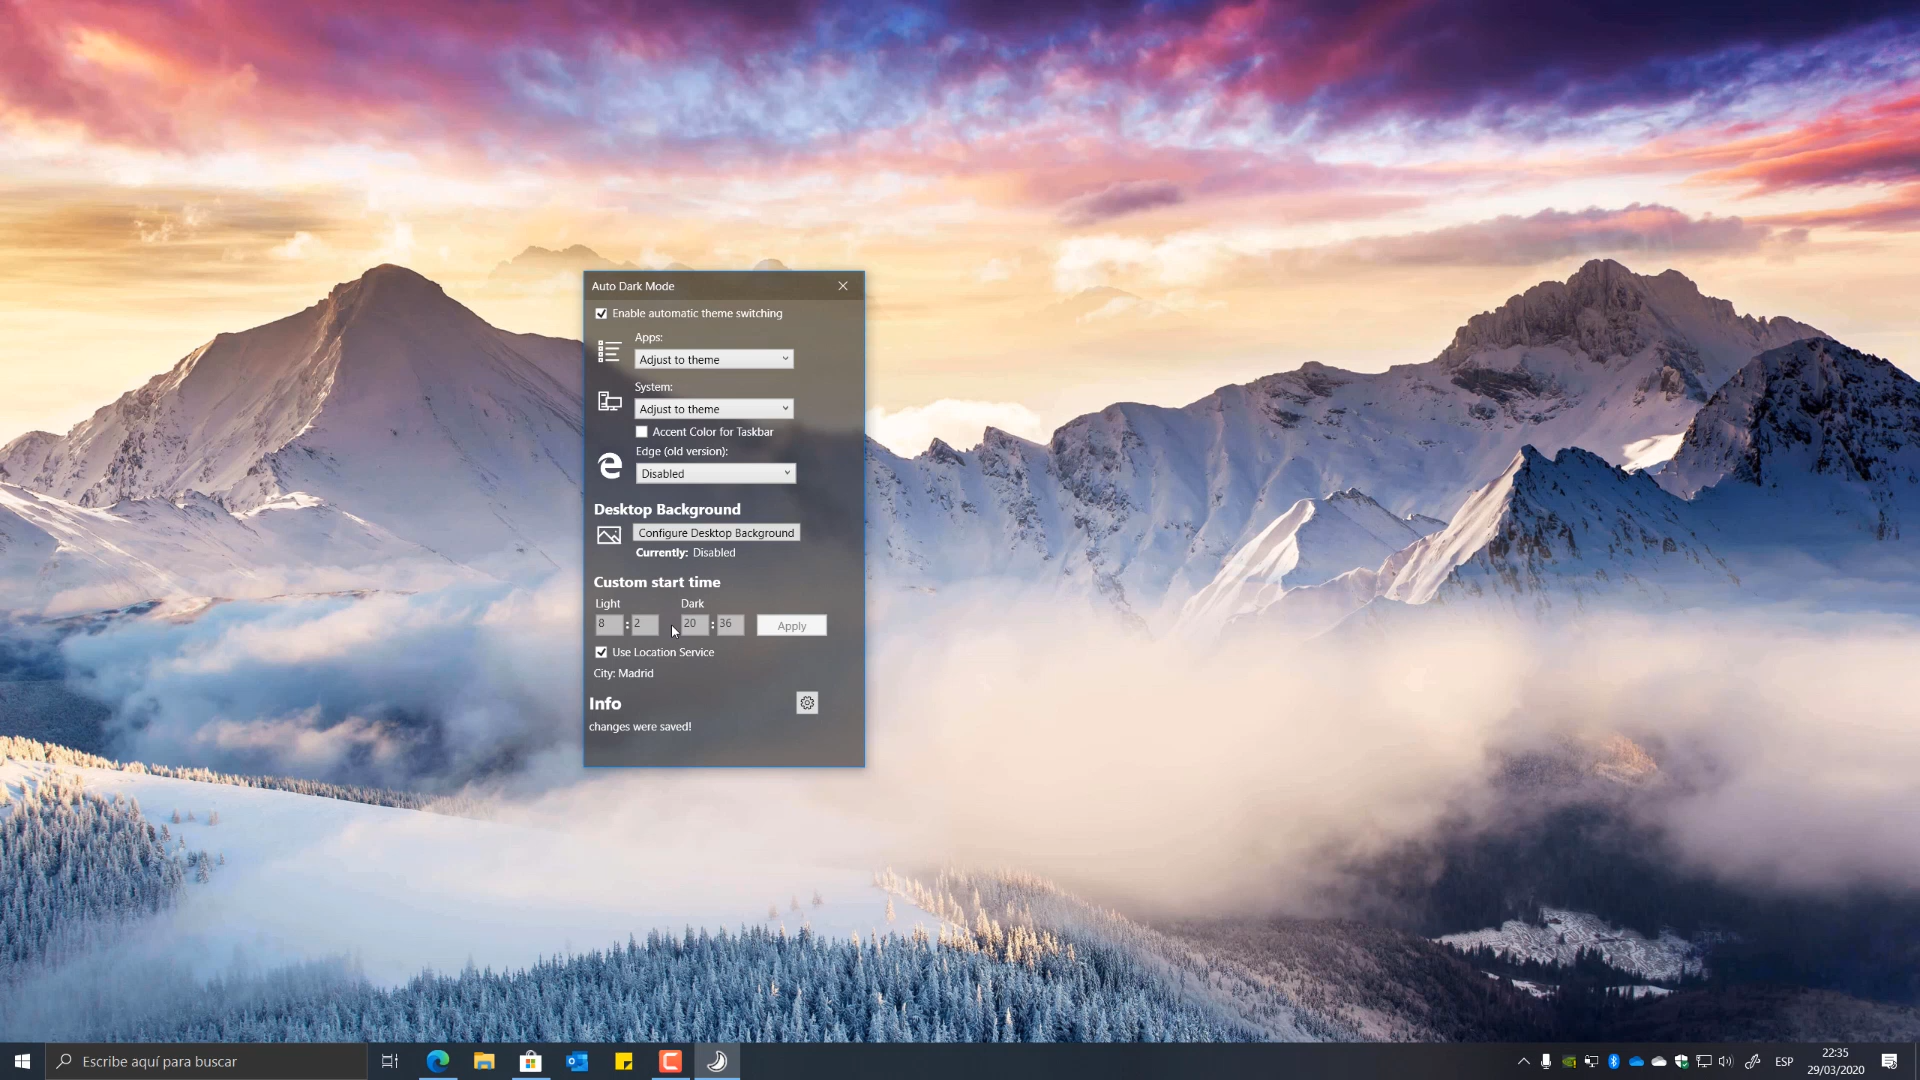 Auto Dark Mode
Enable automatic theme switching
Apps:
Adjust to theme
System:
Adjust to theme
Accent Color for Taskbar
Edge (old version):
Disabled
Desktop Background
Configure Desktop Background
Currently: Disabled
Custom start time
Light Dark
8 : 2 20 : 36 Apply
Use Location Service
City: Madrid
Info
changes were saved!
Escribe aquí para buscar
ESP
22:35
29/03/2020